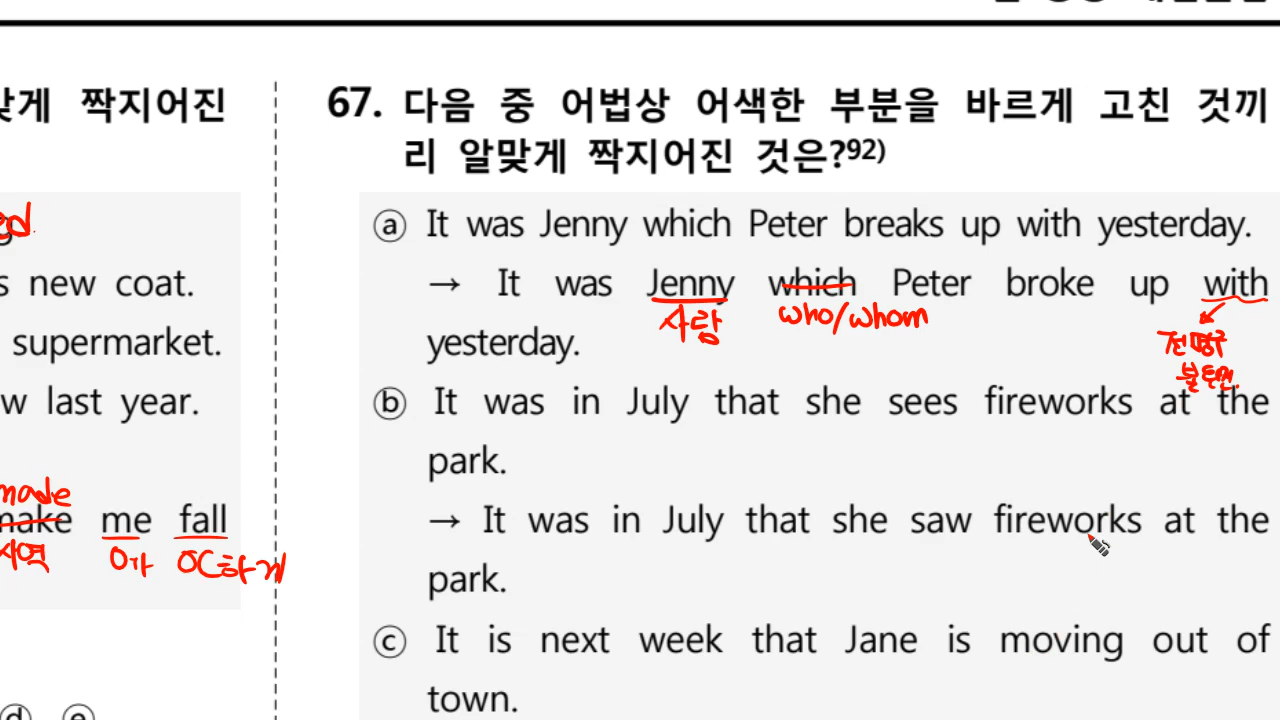 맞게 짝지어진
ed
s new coat.
supermarket.
w last year.
made
make me fall
사역 O가 OC하게
ⓓ ⓔ
67. 다음 중 어법상 어색한 부분을 바르게 고친 것끼
리 알맞게 짝지어진 것은?92)
ⓐ It was Jenny which Peter breaks up with yesterday.
→ It was Jenny which Peter broke up with
사람 who/whom
yesterday.
전명구
불포함
ⓑ It was in July that she sees fireworks at the
park.
→ It was in July that she saw fireworks at the
park.
ⓒ It is next week that Jane is moving out of
town.